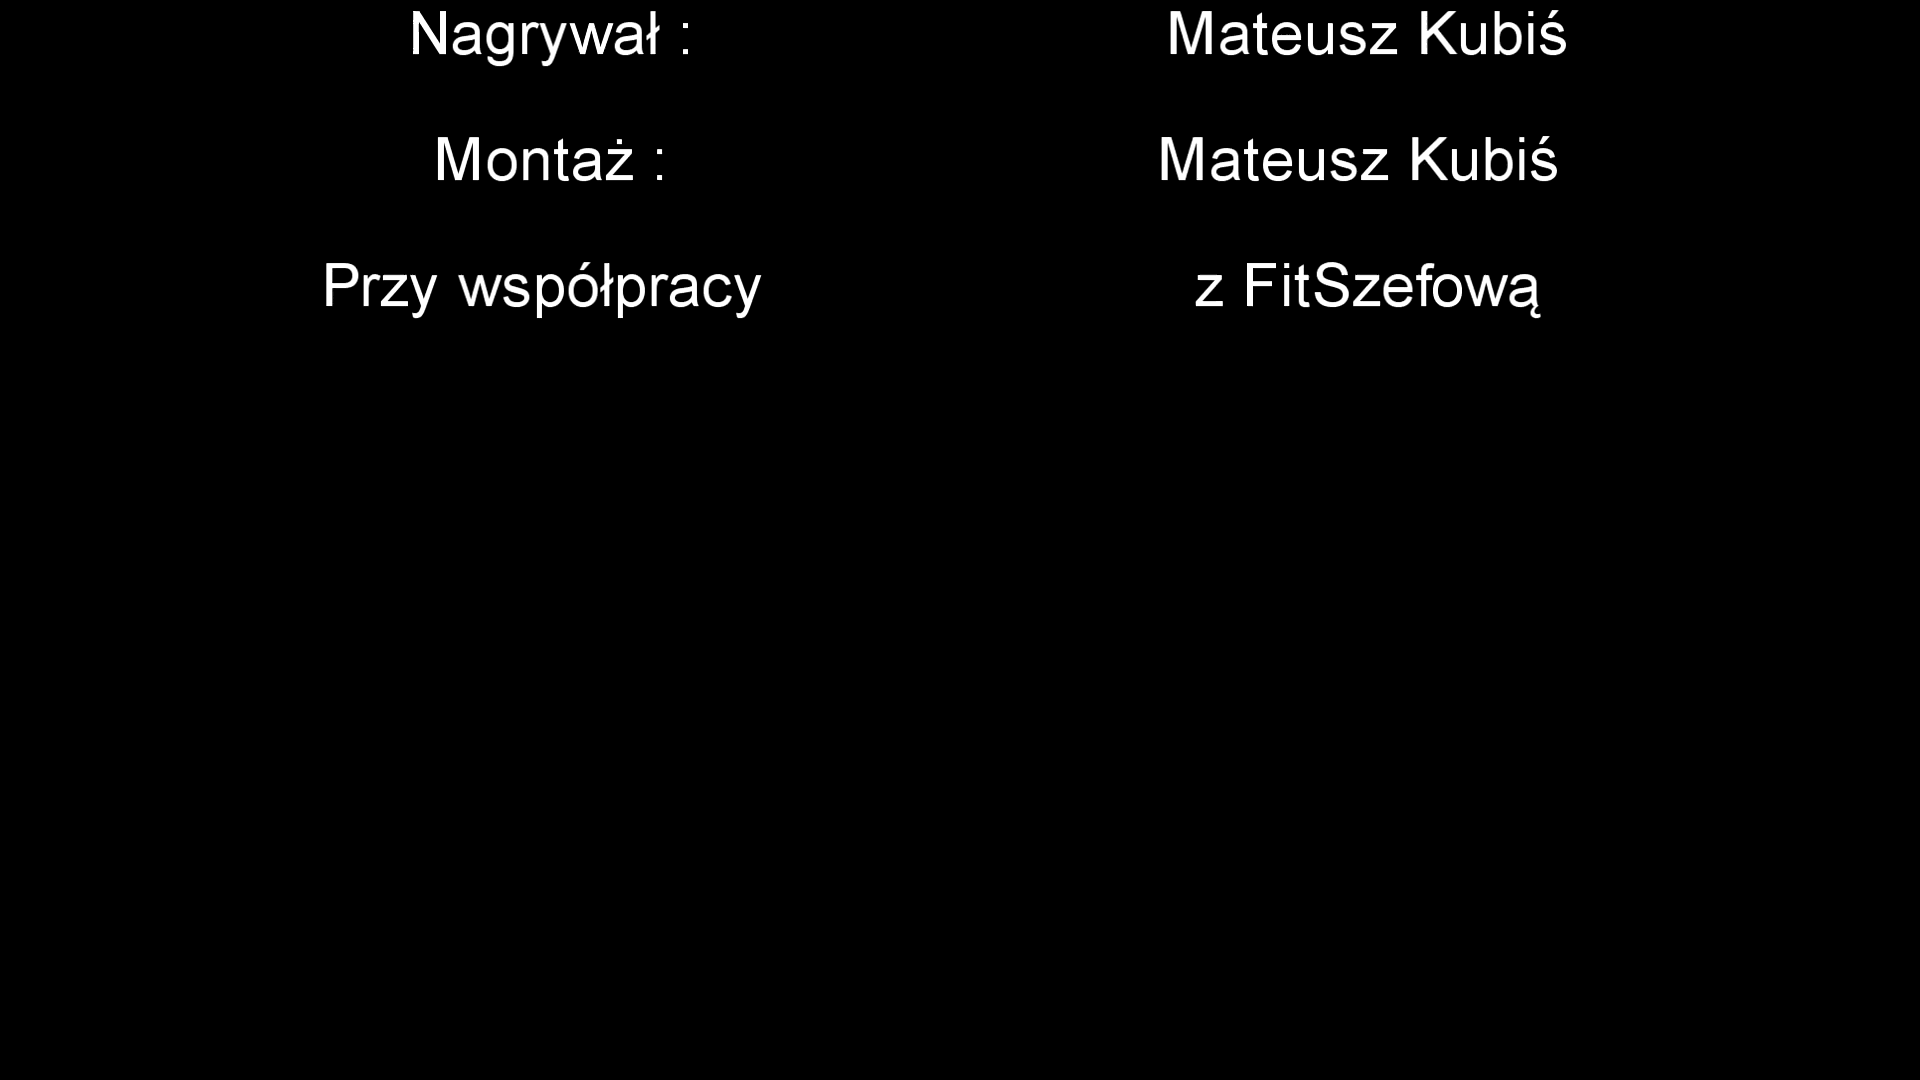 Nagrywał : Mateusz Kubiś
Montaż : Mateusz Kubiś
Przy współpracy z FitSzefową